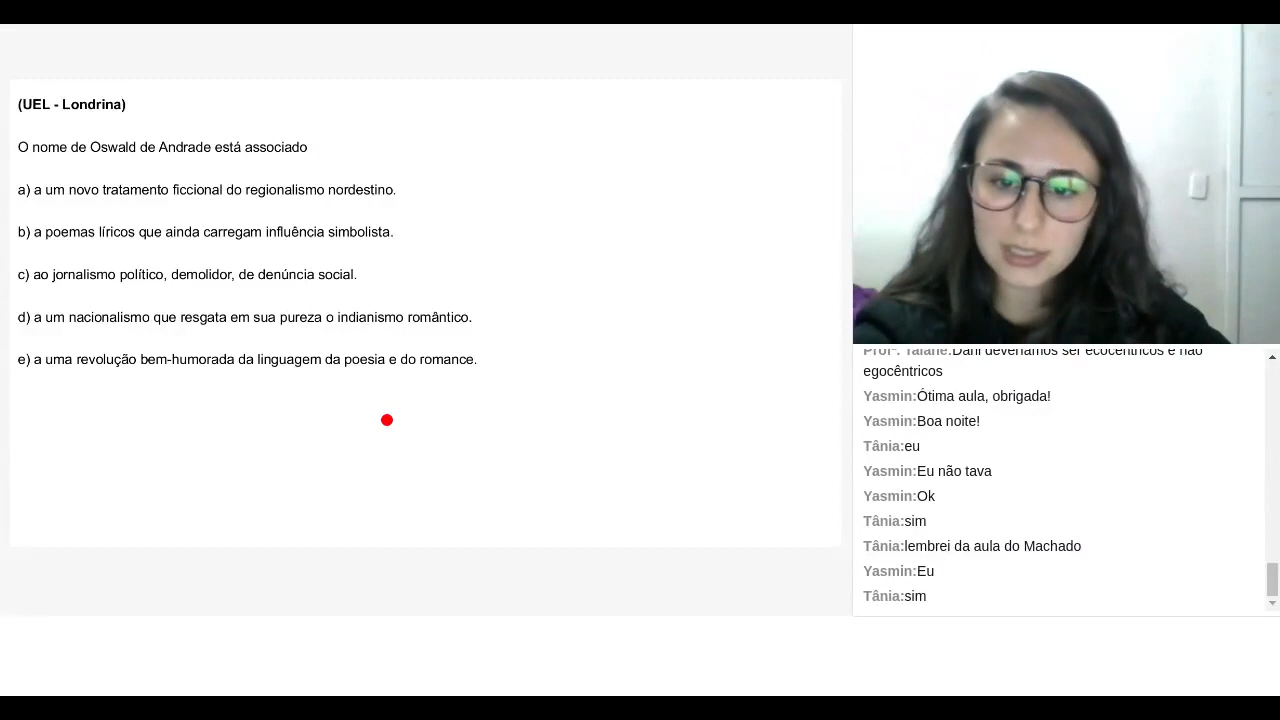 (UEL - Londrina)
O nome de Oswald de Andrade está associado
a) a um novo tratamento ficcional do regionalismo nordestino.
b) a poemas líricos que ainda carregam influência simbolista.
c) ao jornalismo político, demolidor, de denúncia social.
d) a um nacionalismo que resgata em sua pureza o indianismo romântico.
e) a uma revolução bem-humorada da linguagem da poesia e do romance.
Profª. Taiane:Dani deveríamos ser ecocêntricos e não
egocêntricos
Yasmin:Ótima aula, obrigada!
Yasmin:Boa noite!
Tânia:eu
Yasmin:Eu não tava
Yasmin:Ok
Tânia:sim
Tânia:lembrei da aula do Machado
Yasmin:Eu
Tânia:sim